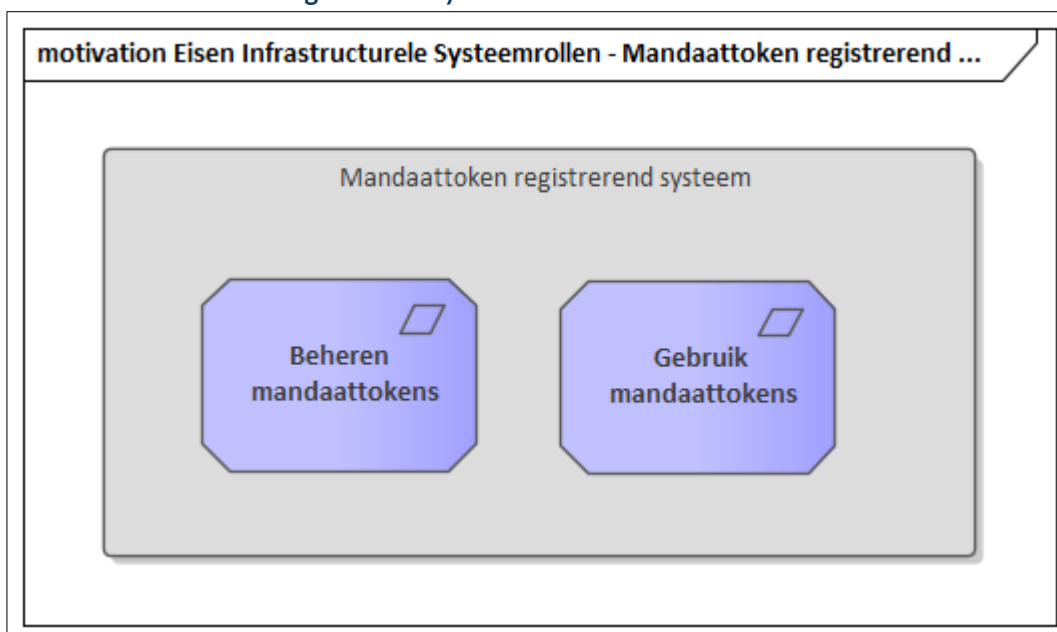 motivation Eisen Infrastructurele Systeemrollen - Mandaattoken registrerend ...
Mandaattoken registrerend systeem
Beheren
mandaattokens
Gebruik
mandaattokens